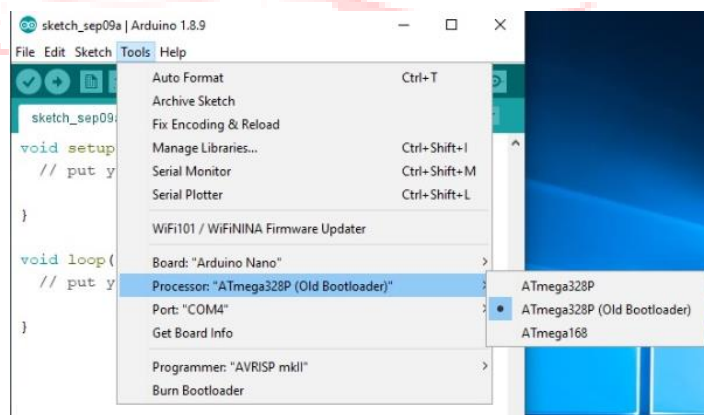 sketch_sep09a | Arduino 1.8.9
File Edit Sketch Tools Help
Auto Format Ctrl+T
Archive Sketch
Fix Encoding & Reload
Manage Libraries... Ctrl+Shift+I
Serial Monitor Ctrl+Shift+M
Serial Plotter Ctrl+Shift+L
WiFi101 / WiFiNINA Firmware Updater
Board: "Arduino Nano"
Processor: "ATmega328P (Old Bootloader)"
Port: "COM4"
Get Board Info
Programmer: "AVRISP mkII"
Burn Bootloader
ATmega328P
ATmega328P (Old Bootloader)
ATmega168
sketch_sep09
void setup
// put y
}
void loop(
// put y
}